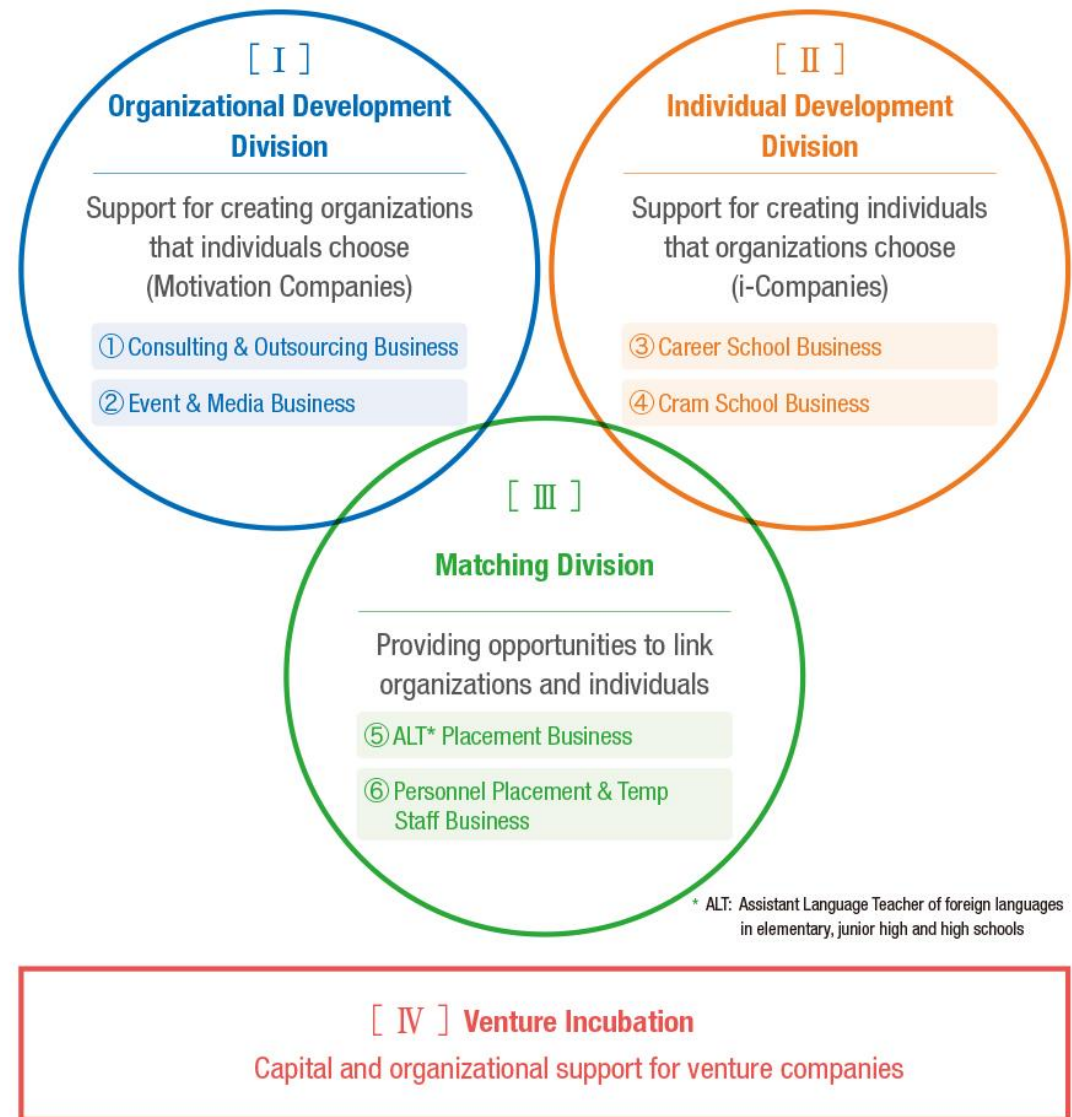 [ Ⅰ ]
Organizational Development
Division
Support for creating organizations
that individuals choose
(Motivation Companies)
① Consulting & Outsourcing Business
② Event & Media Business
[ Ⅱ ]
Individual Development
Division
Support for creating individuals
that organizations choose
(i-Companies)
③ Career School Business
④ Cram School Business
[ Ⅲ ]
Matching Division
Providing opportunities to link
organizations and individuals
⑤ ALT* Placement Business
⑥ Personnel Placement & Temp
Staff Business
* ALT: Assistant Language Teacher of foreign languages
in elementary, junior high and high schools
[ Ⅳ ] Venture Incubation
Capital and organizational support for venture companies